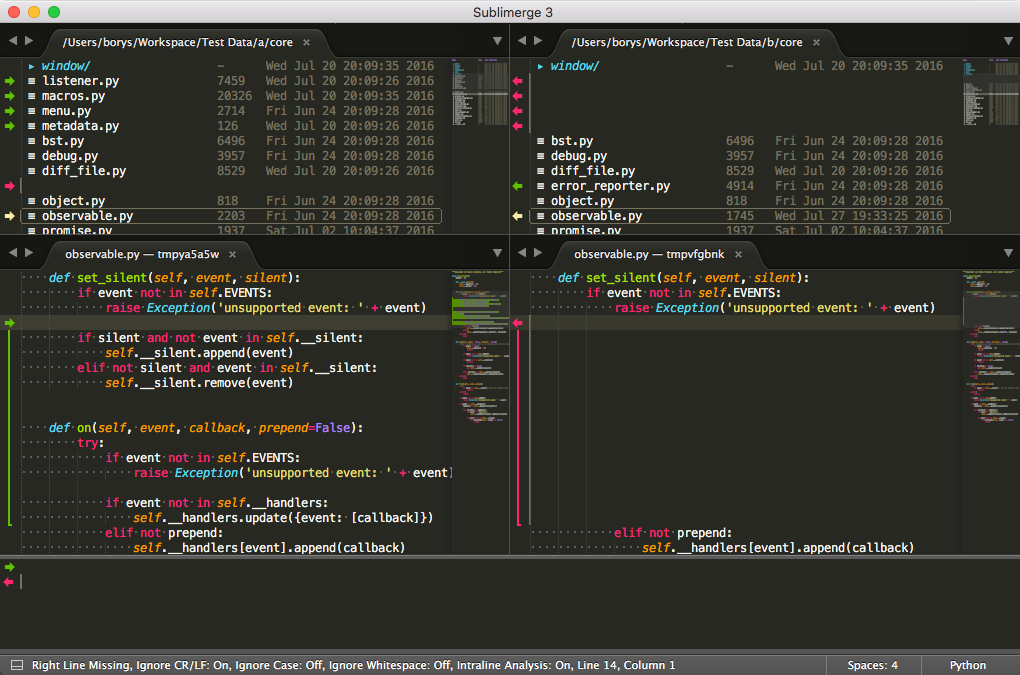 Sublimerge 3
/Users/borys/Workspace/Test Data/a/core ×
▸ window/ – Wed Jul 20 20:09:35 2016
≡ listener.py 7459 Wed Jul 20 20:09:26 2016
≡ macros.py 20326 Wed Jul 20 20:09:35 2016
≡ menu.py 2714 Fri Jun 24 20:09:28 2016
≡ metadata.py 126 Wed Jul 20 20:09:26 2016
≡ bst.py 6496 Fri Jun 24 20:09:28 2016
≡ debug.py 3957 Fri Jun 24 20:09:28 2016
≡ diff_file.py 8529 Wed Jul 20 20:09:26 2016
≡ object.py 818 Fri Jun 24 20:09:28 2016
≡ observable.py 2203 Fri Jun 24 20:09:28 2016
≡ promise.py 1937 Sat Jul 02 10:04:37 2016
/Users/borys/Workspace/Test Data/b/core ×
▸ window/ – Wed Jul 20 20:09:35 2016
≡ bst.py 6496 Fri Jun 24 20:09:28 2016
≡ debug.py 3957 Fri Jun 24 20:09:28 2016
≡ diff_file.py 8529 Wed Jul 20 20:09:26 2016
≡ error_reporter.py 4914 Fri Jun 24 20:09:28 2016
≡ object.py 818 Fri Jun 24 20:09:28 2016
≡ observable.py 1745 Wed Jul 27 19:33:25 2016
≡ promise.py 1937 Sat Jul 02 10:04:37 2016
observable.py — tmpya5a5w ×
def set_silent(self, event, silent):
if event not in self.EVENTS:
raise Exception('unsupported event: ' + event)
if silent and not event in self.__silent:
self.__silent.append(event)
elif not silent and event in self.__silent:
self.__silent.remove(event)
def on(self, event, callback, prepend=False):
try:
if event not in self.EVENTS:
raise Exception('unsupported event: ' + event)
if event not in self.__handlers:
self.__handlers.update({event: [callback]})
elif not prepend:
self.__handlers[event].append(callback)
observable.py — tmpvfgbnk ×
def set_silent(self, event, silent):
if event not in self.EVENTS:
raise Exception('unsupported event: ' + event)
elif not prepend:
self.__handlers[event].append(callback)
Right Line Missing, Ignore CR/LF: On, Ignore Case: Off, Ignore Whitespace: Off, Intraline Analysis: On, Line 14, Column 1
Spaces: 4
Python